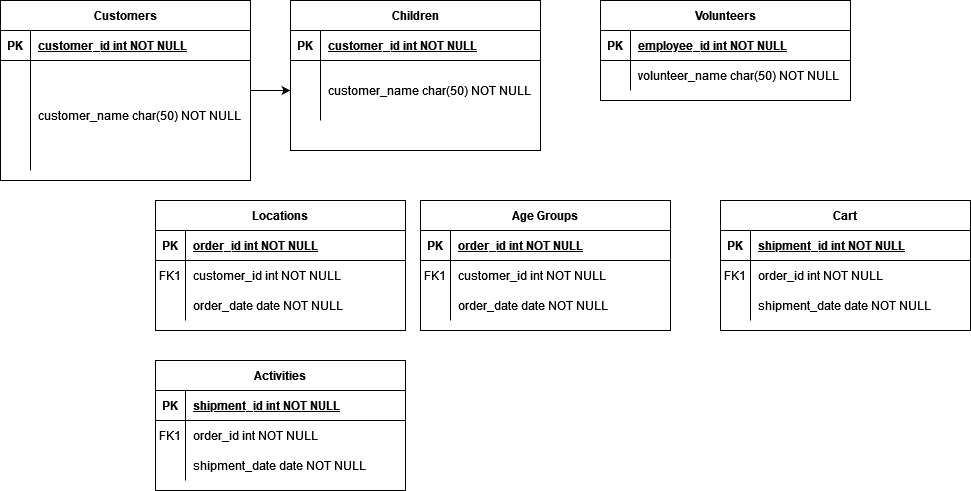 Customers
PK customer_id int NOT NULL
customer_name char(50) NOT NULL
Children
PK customer_id int NOT NULL
customer_name char(50) NOT NULL
Volunteers
PK employee_id int NOT NULL
volunteer_name char(50) NOT NULL
Locations
PK order_id int NOT NULL
FK1 customer_id int NOT NULL
order_date date NOT NULL
Age Groups
PK order_id int NOT NULL
FK1 customer_id int NOT NULL
order_date date NOT NULL
Cart
PK shipment_id int NOT NULL
FK1 order_id int NOT NULL
shipment_date date NOT NULL
Activities
PK shipment_id int NOT NULL
FK1 order_id int NOT NULL
shipment_date date NOT NULL